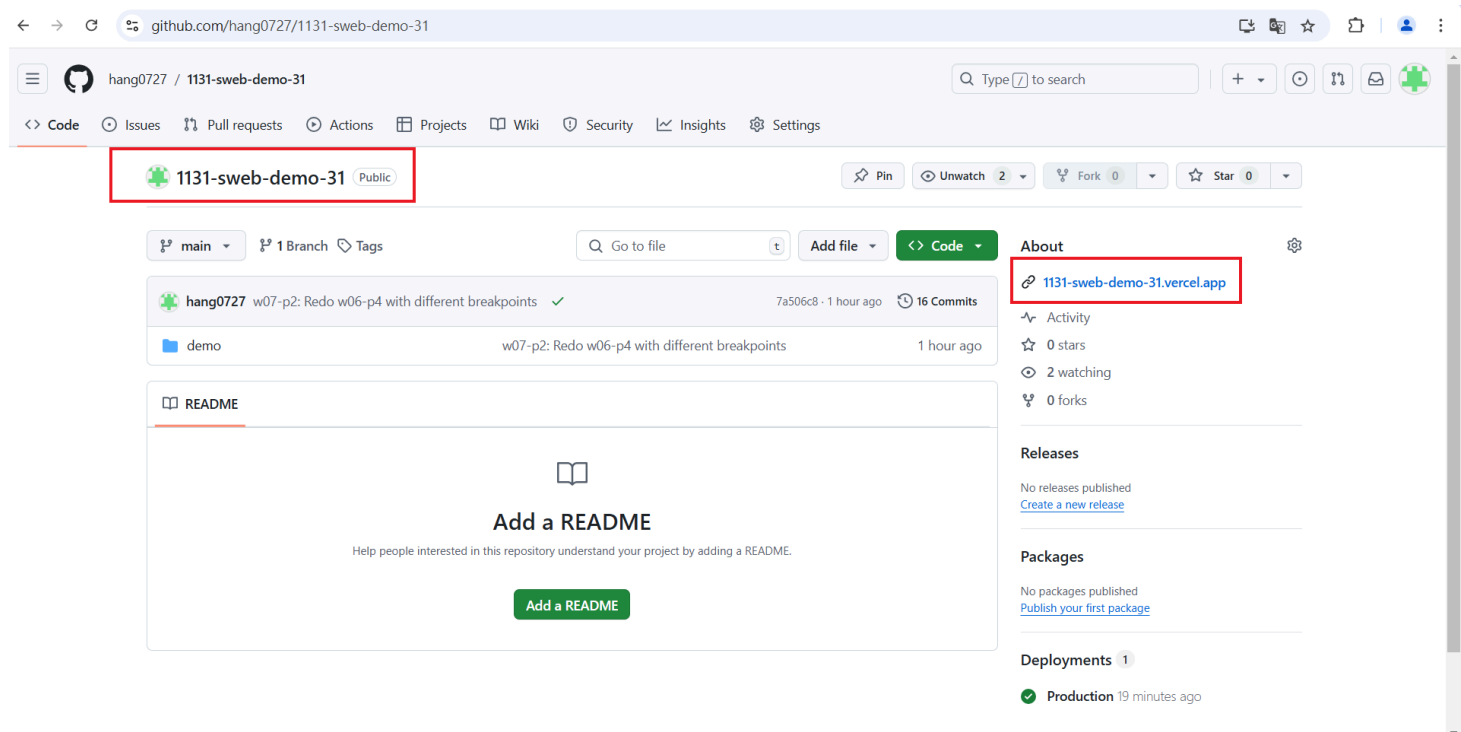 github.com/hang0727/1131-sweb-demo-31
hang0727 / 1131-sweb-demo-31
Type / to search
Code Issues Pull requests Actions Projects Wiki Security Insights Settings
1131-sweb-demo-31 Public
Pin Unwatch 2 Fork 0 Star 0
main 1 Branch Tags Go to file t Add file Code
hang0727 w07-p2: Redo w06-p4 with different breakpoints 7a506c8 · 1 hour ago 16 Commits
demo w07-p2: Redo w06-p4 with different breakpoints 1 hour ago
README
Add a README
Help people interested in this repository understand your project by adding a README.
Add a README
About
1131-sweb-demo-31.vercel.app
Activity
0 stars
2 watching
0 forks
Releases
No releases published
Create a new release
Packages
No packages published
Publish your first package
Deployments 1
Production 19 minutes ago